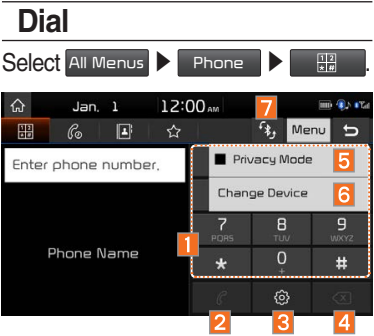 Dial
Select All Menus ▶ Phone ▶ 12*# .
Jan. 1 12:00 AM
7
Menu
Enter phone number.
Privacy Mode 5
Change Device 6
7 PQRS 8 TUV 9 WXYZ
1
Phone Name
* 0 + #
2 3 4